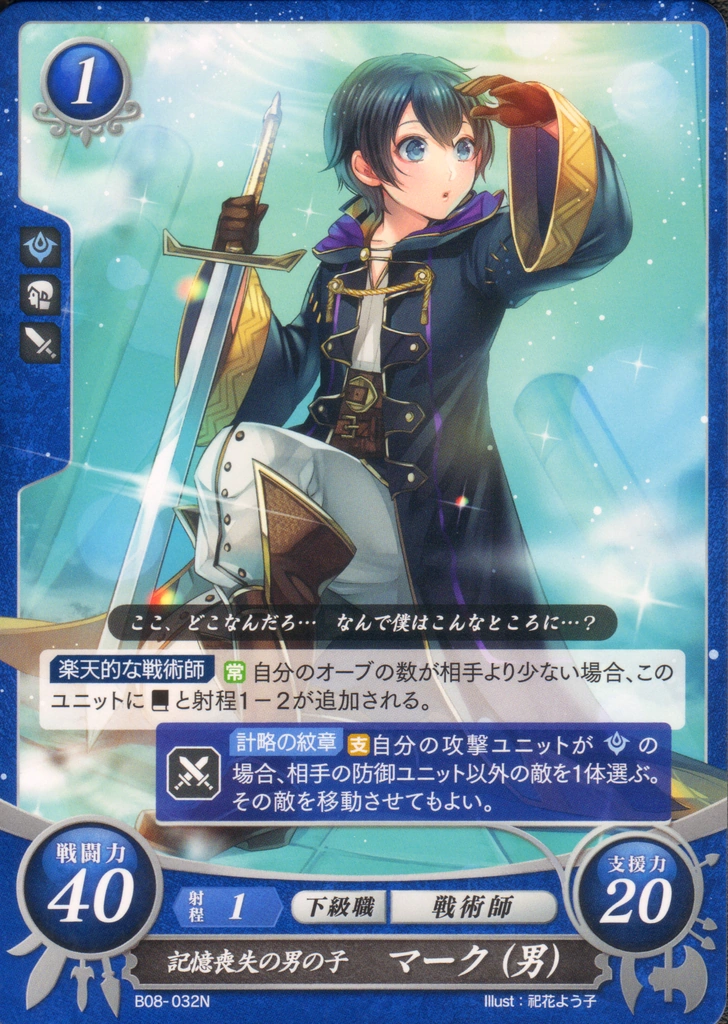 1
ここ、どこなんだろ… なんで僕はこんなところに…?
楽天的な戦術師 常 自分のオーブの数が相手より少ない場合、この
ユニットに と射程1-2が追加される。
計略の紋章 支 自分の攻撃ユニットが の
場合、相手の防御ユニット以外の敵を1体選ぶ。
その敵を移動させてもよい。
戦闘力
40
射程 1
下級職 戦術師
支援力
20
記憶喪失の男の子 マーク(男)
B08-032N
Illust:祀花よう子